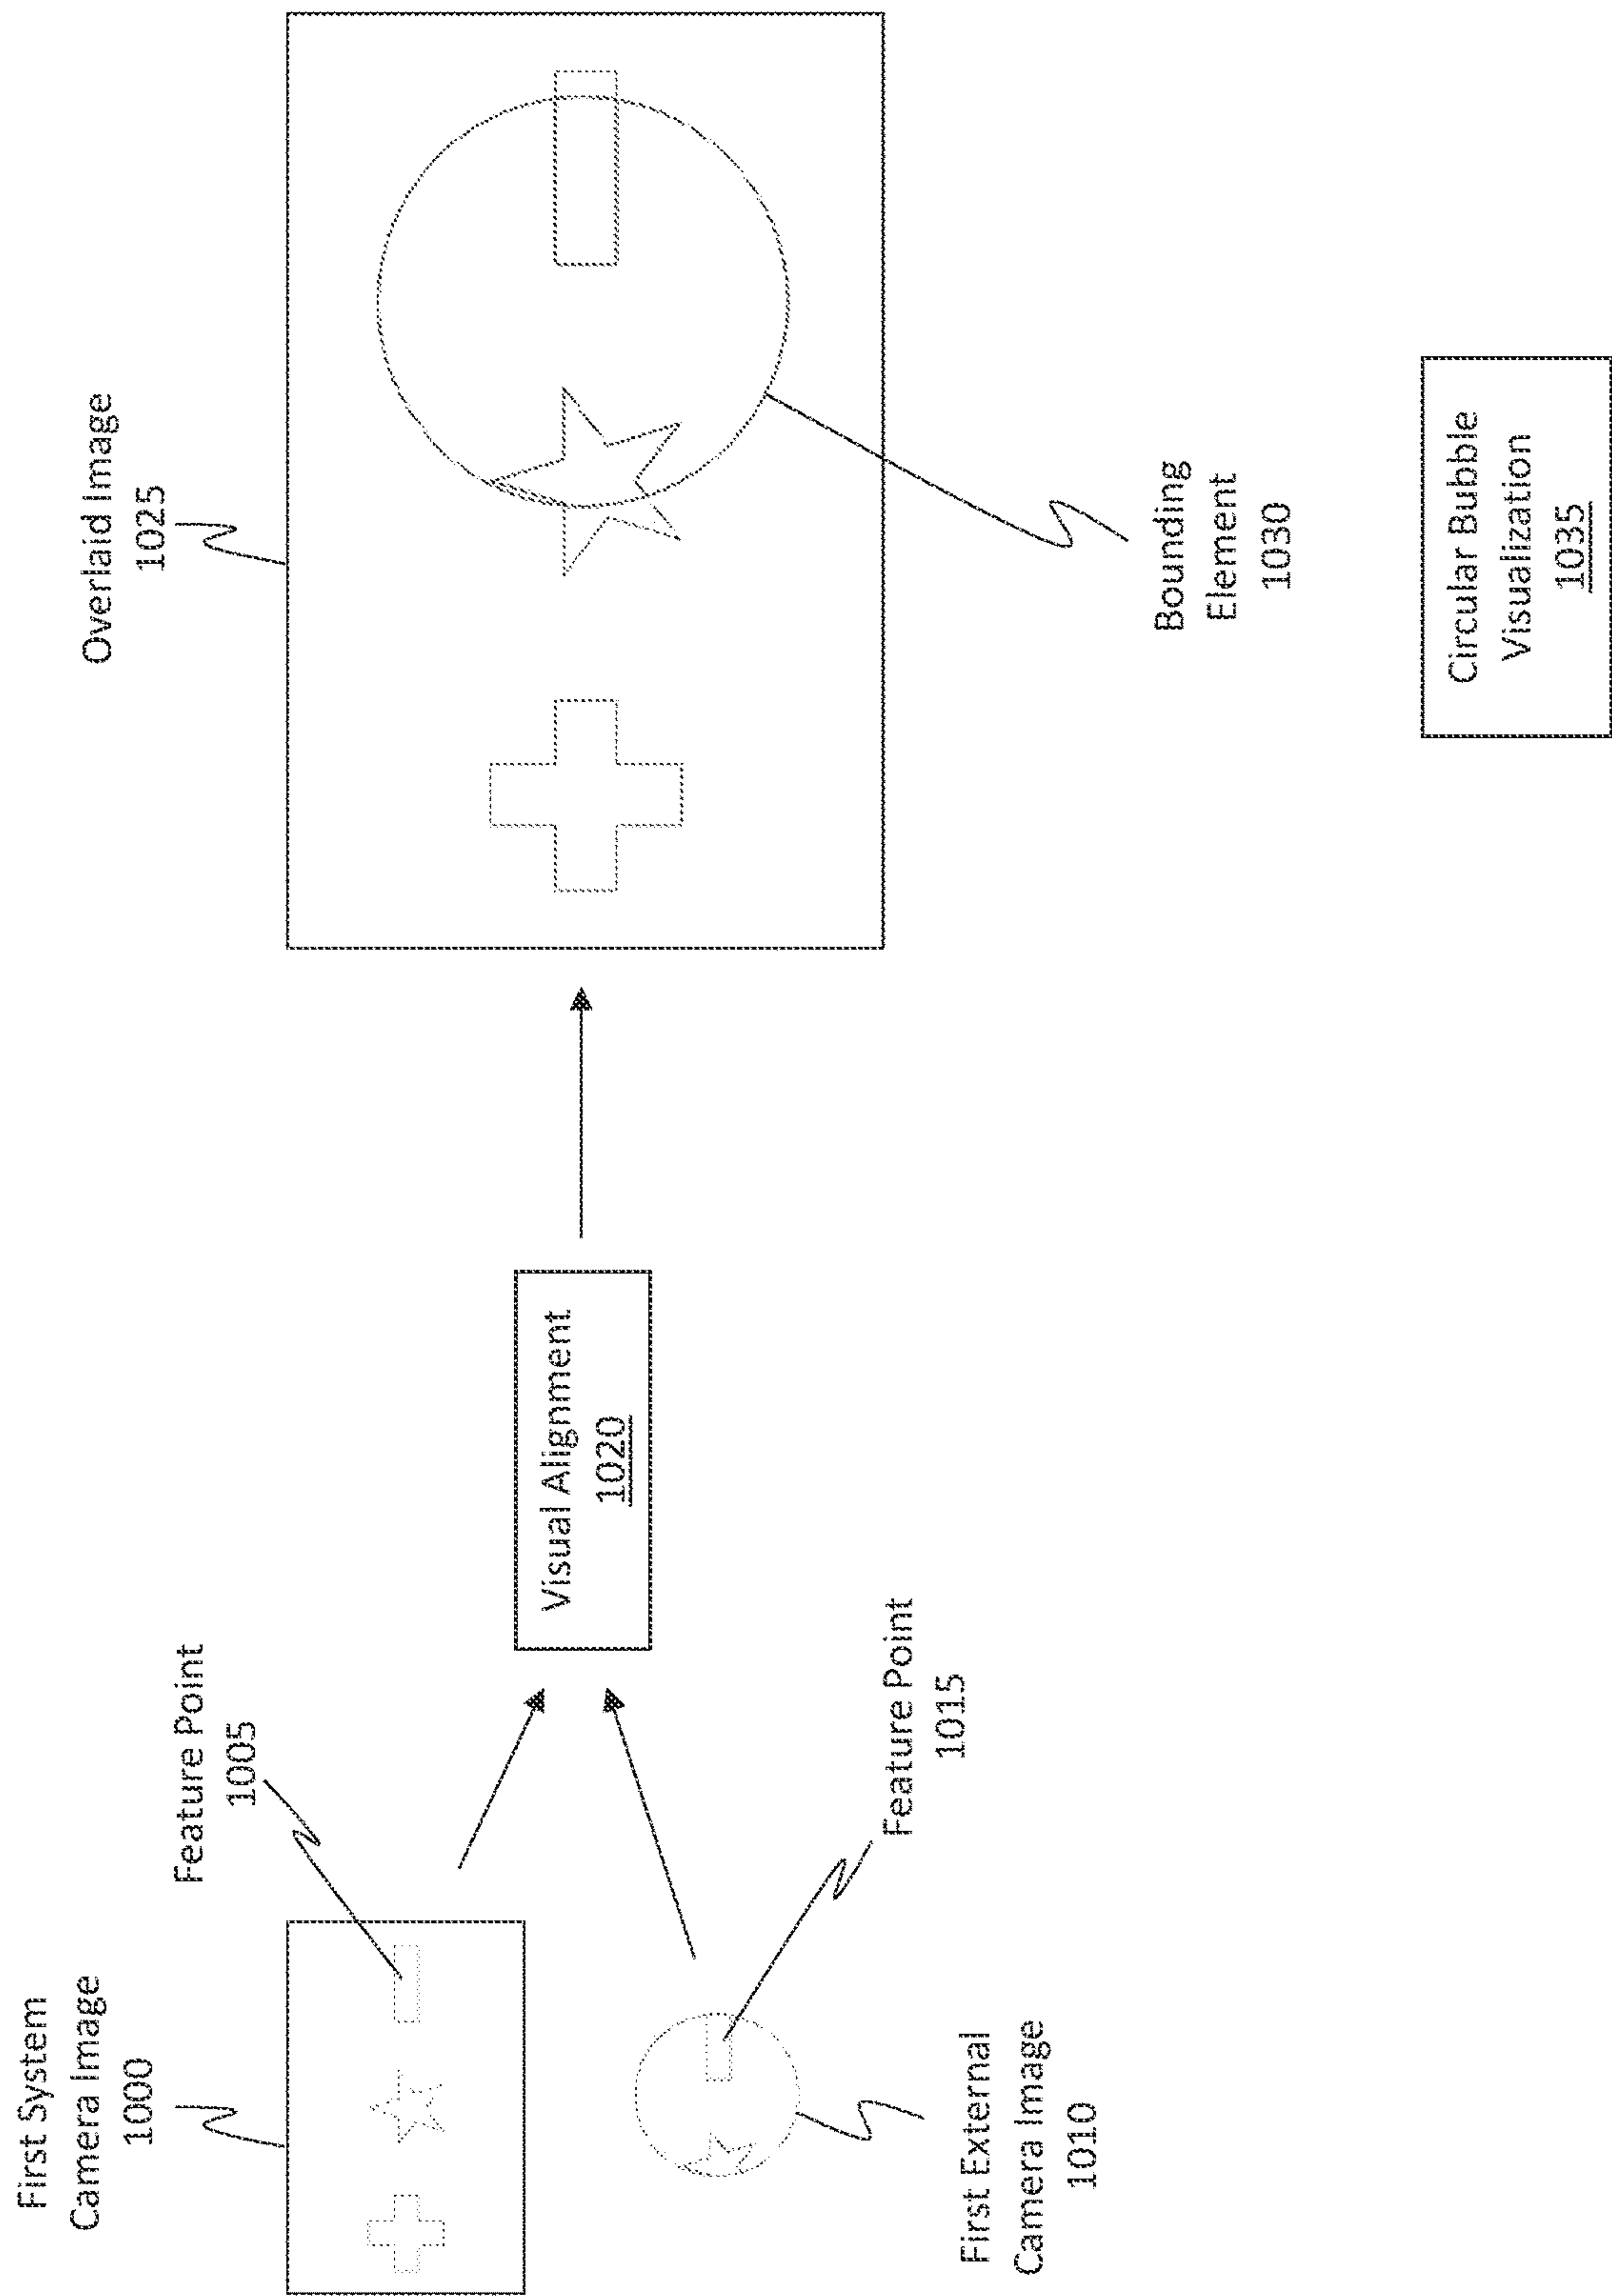 First System
Camera Image
1000
Feature Point
1005
First External
Camera Image
1010
Feature Point
1015
Visual Alignment
1020
Overlaid Image
1025
Bounding
Element
1030
Circular Bubble
Visualization
1035